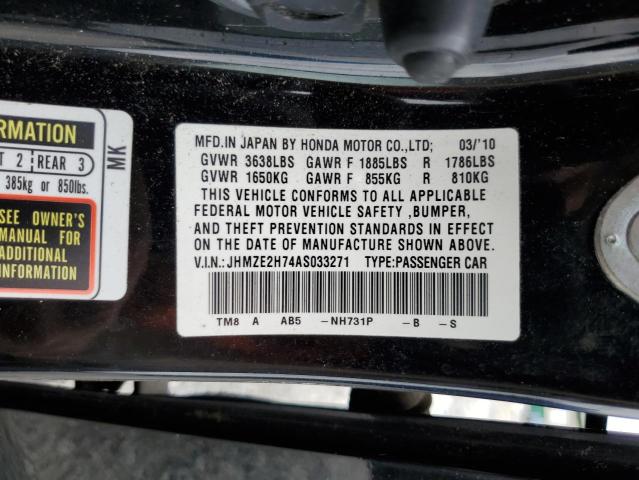 RMATION
T 2 REAR 3
385kg or 850lbs.
SEE OWNER'S
MANUAL FOR
ADDITIONAL
INFORMATION
MK
MFD.IN JAPAN BY HONDA MOTOR CO.,LTD; 03/'10
GVWR 3638LBS GAWR F 1885LBS R 1786LBS
GVWR 1650KG GAWR F 855KG R 810KG
THIS VEHICLE CONFORMS TO ALL APPLICABLE
FEDERAL MOTOR VEHICLE SAFETY ,BUMPER,
AND THEFT PREVENTION STANDARDS IN EFFECT
ON THE DATE OF MANUFACTURE SHOWN ABOVE.
V.I.N.: JHMZE2H74AS033271 TYPE:PASSENGER CAR
TM8 A AB5 -NH731P -B -S